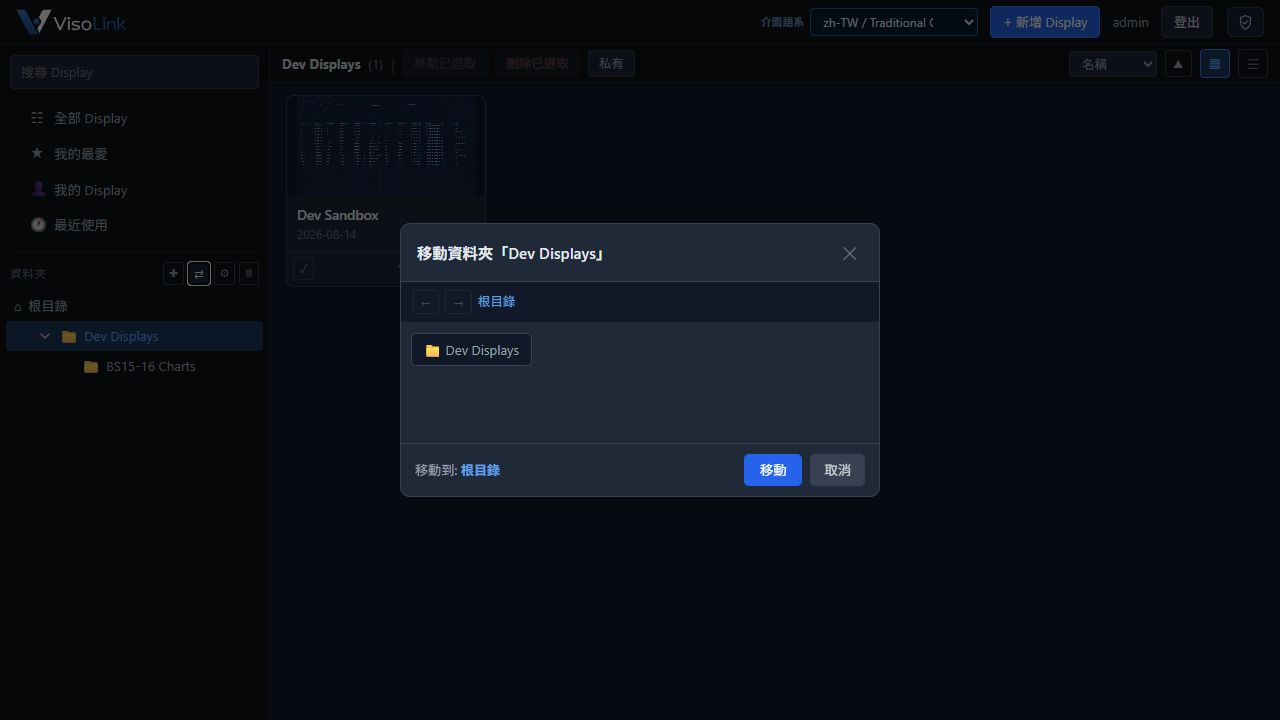 VisoLink
介面語系
zh-TW / Traditional C
+ 新增 Display
admin
登出
搜尋 Display
Dev Displays (1)
移動已選取
刪除已選取
私有
名稱
全部 Display
我的最愛
我的 Display
最近使用
資料夾
根目錄
Dev Displays
BS15-16 Charts
Dev Sandbox
2026-08-14
移動資料夾「Dev Displays」
根目錄
Dev Displays
移動到: 根目錄
移動
取消